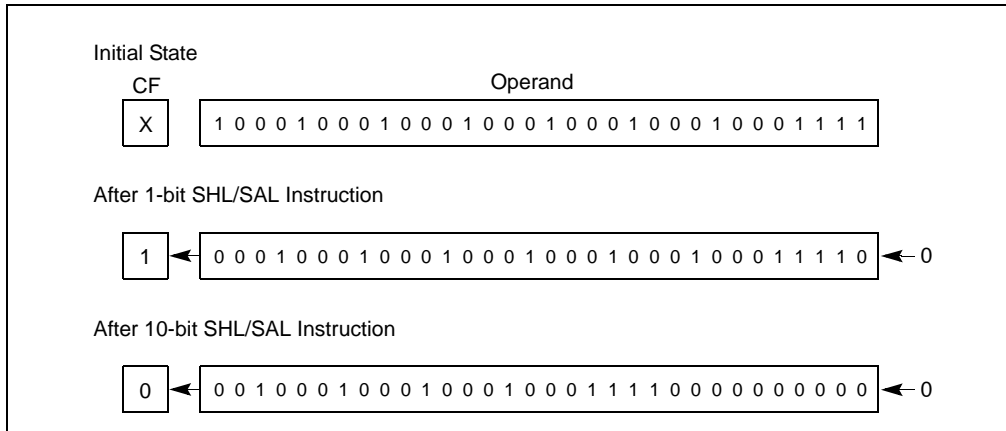 Initial State
CF Operand
X 1 0 0 0 1 0 0 0 1 0 0 0 1 0 0 0 1 0 0 0 1 0 0 0 1 0 0 0 1 1 1 1
After 1-bit SHL/SAL Instruction
1 0 0 0 1 0 0 0 1 0 0 0 1 0 0 0 1 0 0 0 1 0 0 0 1 0 0 0 1 1 1 1 0 0
After 10-bit SHL/SAL Instruction
0 0 0 1 0 0 0 1 0 0 0 1 0 0 0 1 0 0 0 1 1 1 1 0 0 0 0 0 0 0 0 0 0 0